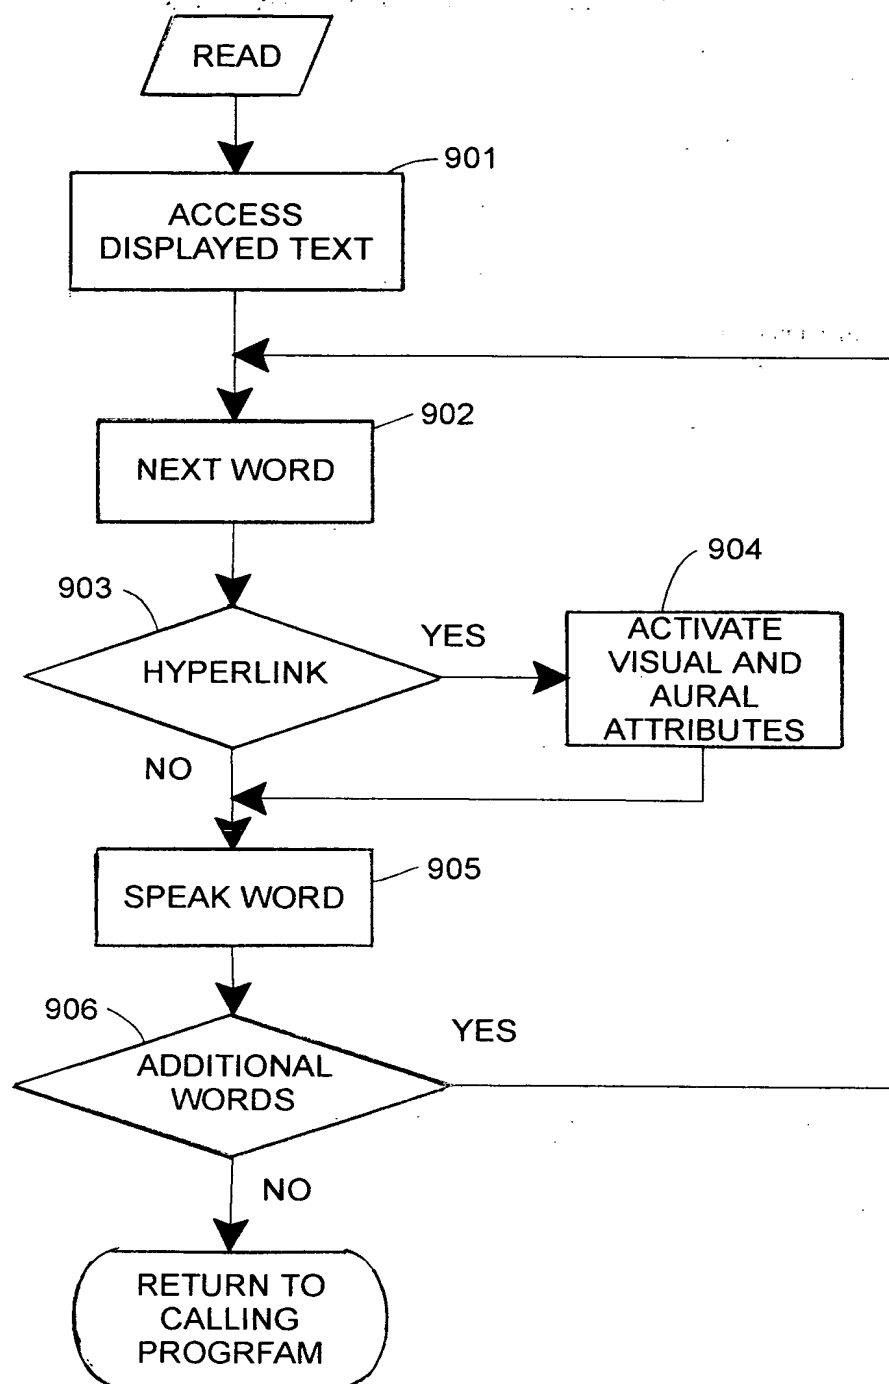 READ
901
ACCESS
DISPLAYED TEXT
902
NEXT WORD
903
HYPERLINK
YES
904
ACTIVATE
VISUAL AND
AURAL
ATTRIBUTES
NO
905
SPEAK WORD
906
ADDITIONAL
WORDS
YES
NO
RETURN TO
CALLING
PROGRFAM